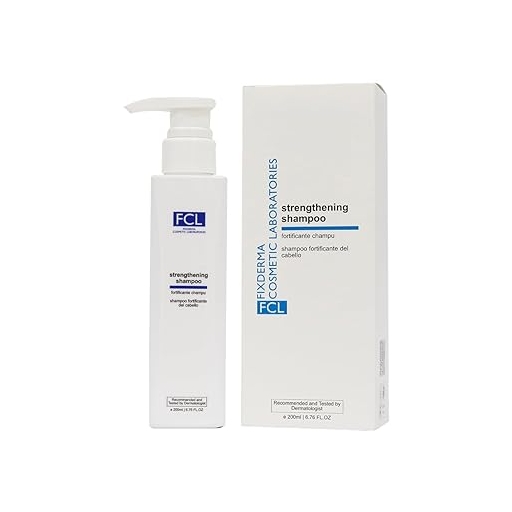 FCL
FIXDERMA
COSMETIC LABORATORIES
strengthening
shampoo
fortificante champu
shampoo fortificante
del cabello
Recommended and
Tested by Dermatologist
e 200ml | 6.76 FL.OZ
FIXDERMA
COSMETIC LABORATORIES
FCL
strengthening
shampoo
fortificante champu
shampoo fortificante del
cabello
Recommended and Tested by
Dermatologist
e 200ml | 6.76 FL.OZ